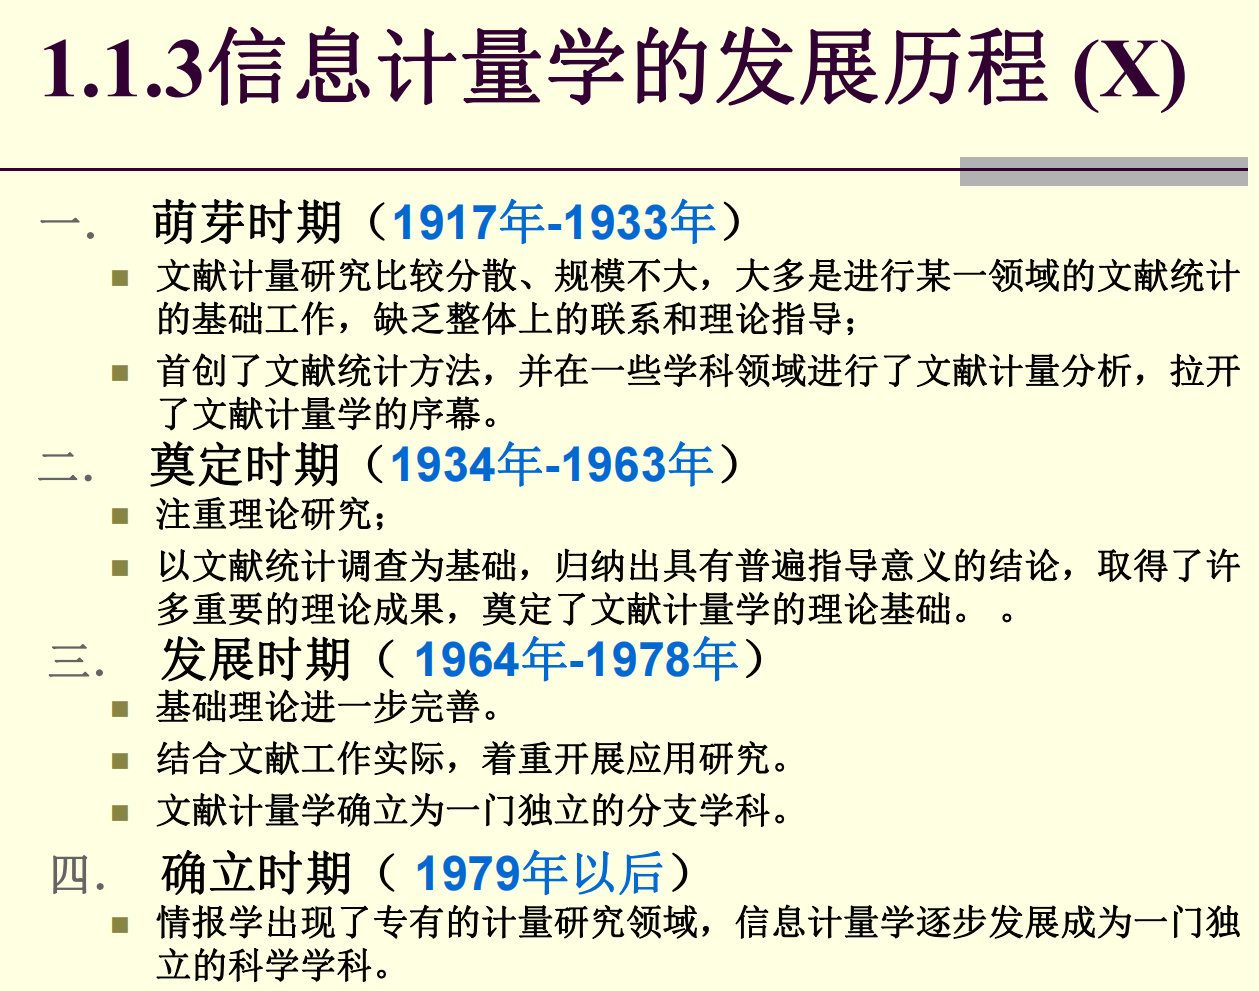 1.1.3信息计量学的发展历程 (X)
一. 萌芽时期（1917年-1933年）
■ 文献计量研究比较分散、规模不大，大多是进行某一领域的文献统计
的基础工作，缺乏整体上的联系和理论指导；
■ 首创了文献统计方法，并在一些学科领域进行了文献计量分析，拉开
了文献计量学的序幕。
二. 奠定时期（1934年-1963年）
■ 注重理论研究；
■ 以文献统计调查为基础，归纳出具有普遍指导意义的结论，取得了许
多重要的理论成果，奠定了文献计量学的理论基础。 。
三. 发展时期（ 1964年-1978年）
■ 基础理论进一步完善。
■ 结合文献工作实际，着重开展应用研究。
■ 文献计量学确立为一门独立的分支学科。
四. 确立时期（ 1979年以后）
■ 情报学出现了专有的计量研究领域，信息计量学逐步发展成为一门独
立的科学学科。